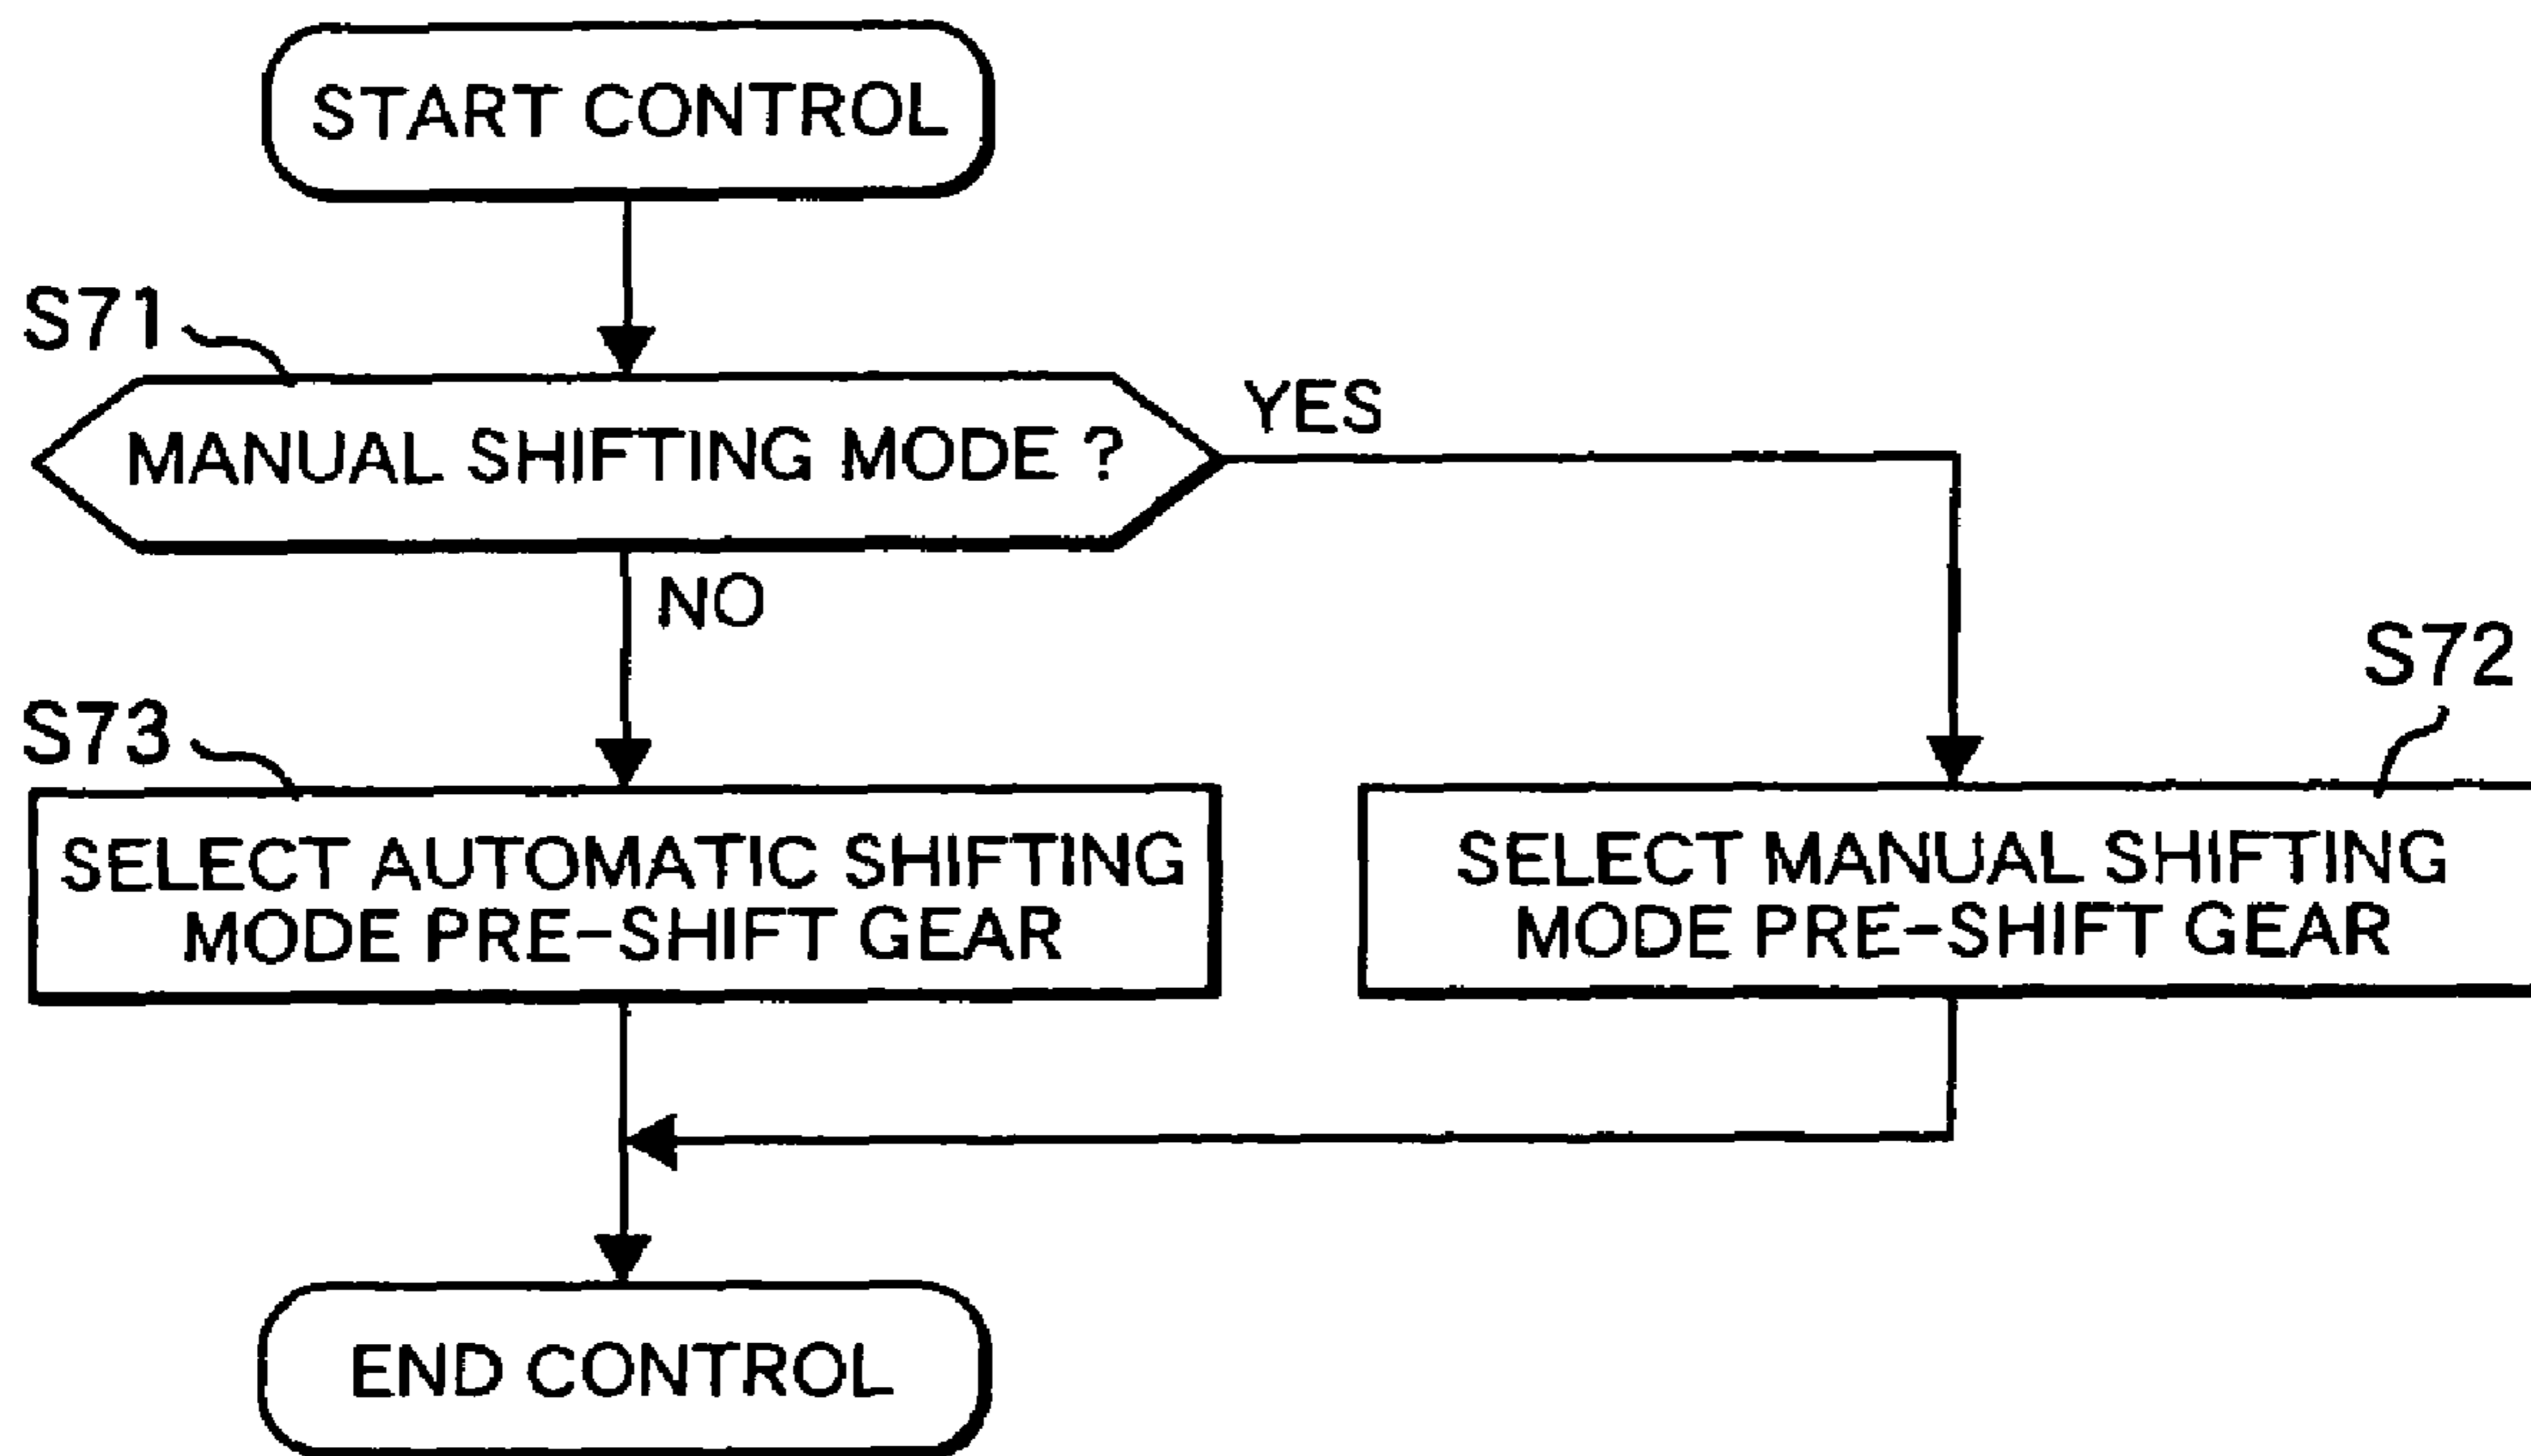 START CONTROL
S71
MANUAL SHIFTING MODE ?
YES
NO
S72
S73
SELECT AUTOMATIC SHIFTING
MODE PRE-SHIFT GEAR
SELECT MANUAL SHIFTING
MODE PRE-SHIFT GEAR
END CONTROL